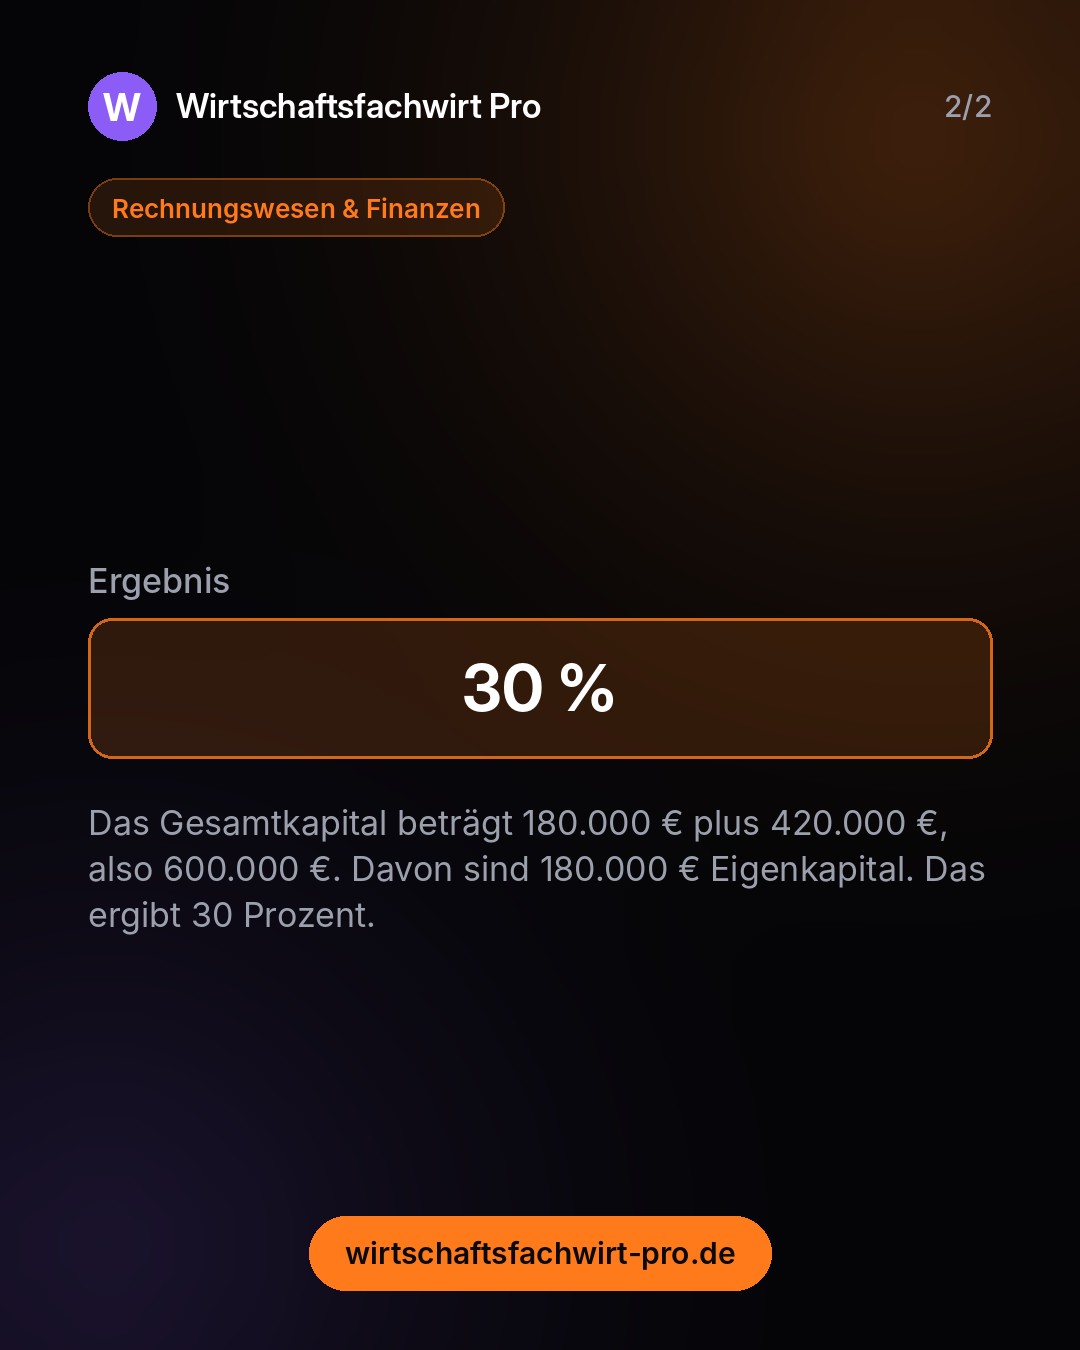 W
Wirtschaftsfachwirt Pro
2/2
Rechnungswesen & Finanzen
Ergebnis
30 %
Das Gesamtkapital beträgt 180.000 € plus 420.000 €,
also 600.000 €. Davon sind 180.000 € Eigenkapital. Das
ergibt 30 Prozent.
wirtschaftsfachwirt-pro.de